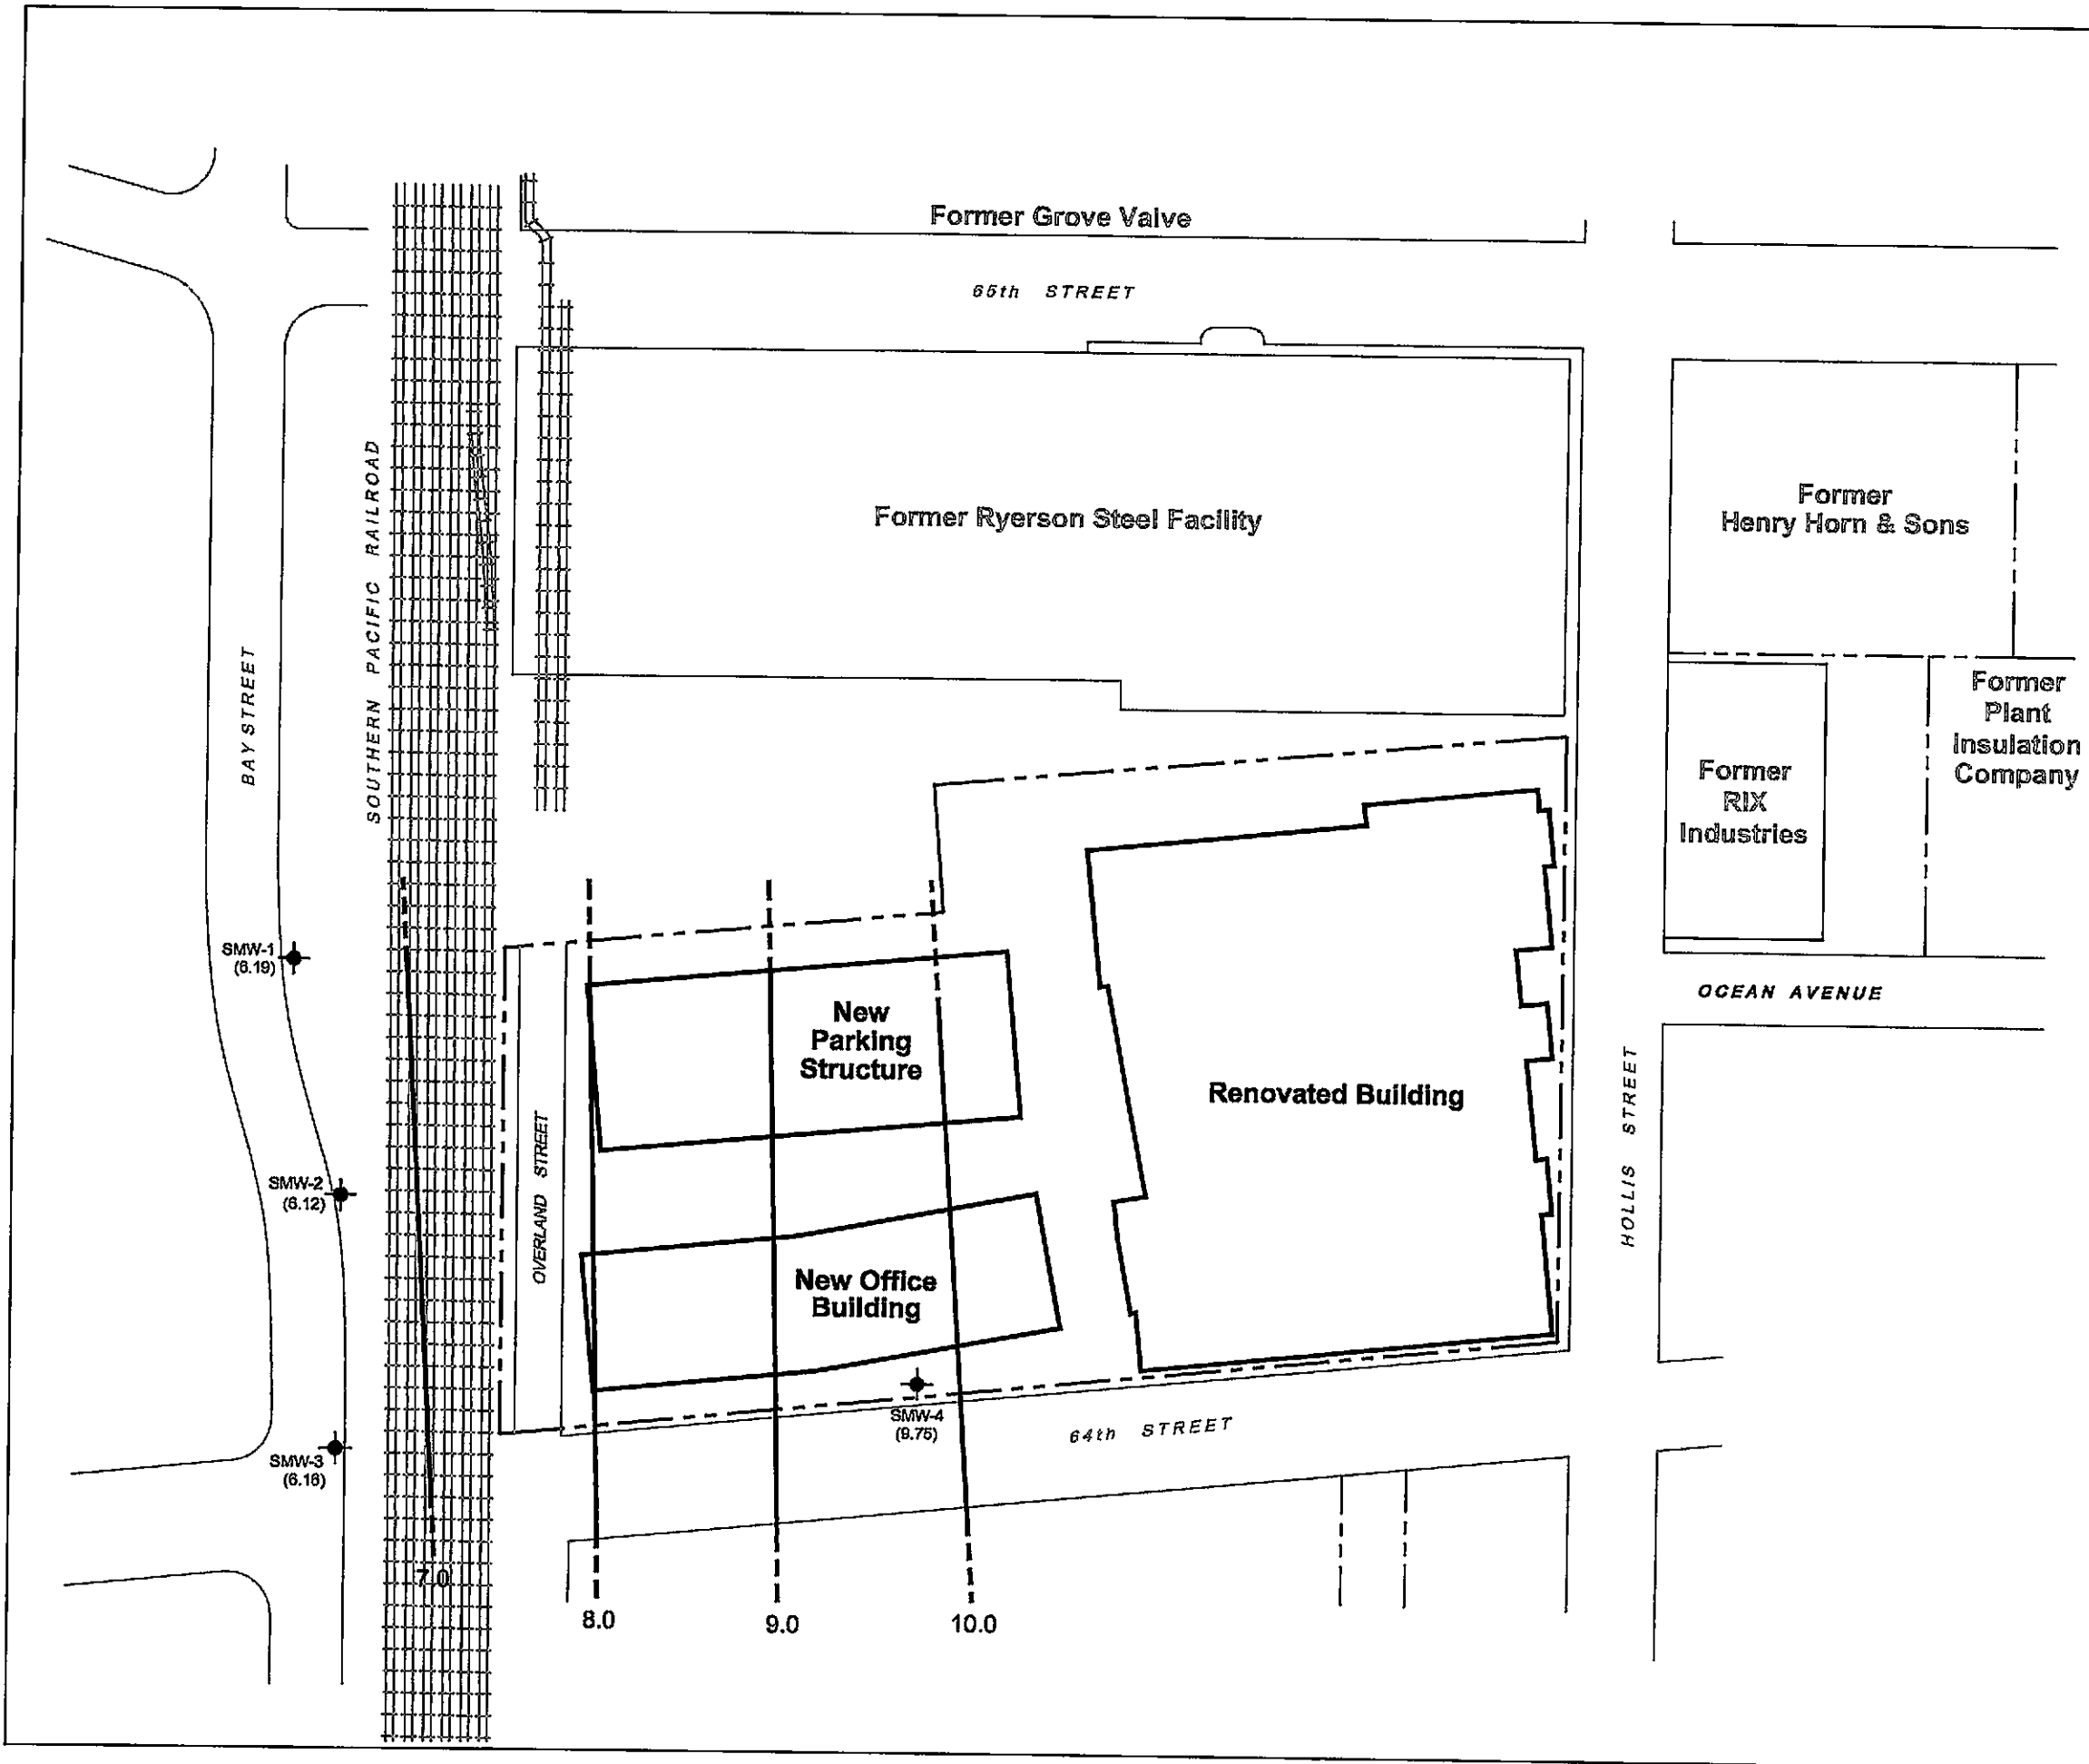 Former Grove Valve
65th STREET
Former Ryerson Steel Facility
Former
Henry Horn & Sons
SOUTHERN PACIFIC RAILROAD
BAY STREET
Former
Plant
Insulation
Company
Former
RIX
Industries
SMW-1
(6.19)
OCEAN AVENUE
New
Parking
Structure
Renovated Building
HOLLIS STREET
OVERLAND STREET
SMW-2
(6.12)
New Office
Building
SMW-4
(9.75)
64th STREET
SMW-3
(6.16)
7.0
8.0
9.0
10.0